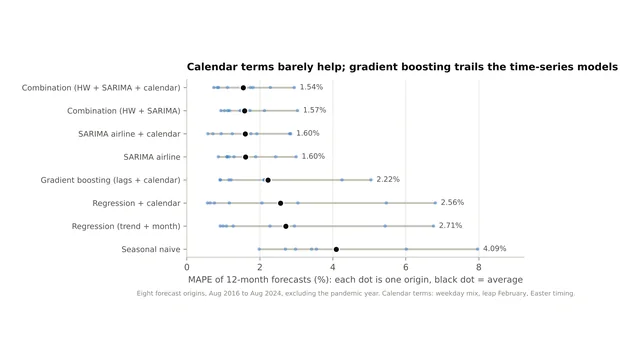 Calendar terms barely help; gradient boosting trails the time-series models
Combination (HW + SARIMA + calendar)
1.54%
Combination (HW + SARIMA)
1.57%
SARIMA airline + calendar
1.60%
SARIMA airline
1.60%
Gradient boosting (lags + calendar)
2.22%
Regression + calendar
2.56%
Regression (trend + month)
2.71%
Seasonal naive
4.09%
0 2 4 6 8
MAPE of 12-month forecasts (%): each dot is one origin, black dot = average
Eight forecast origins, Aug 2016 to Aug 2024, excluding the pandemic year. Calendar terms: weekday mix, leap February, Easter timing.